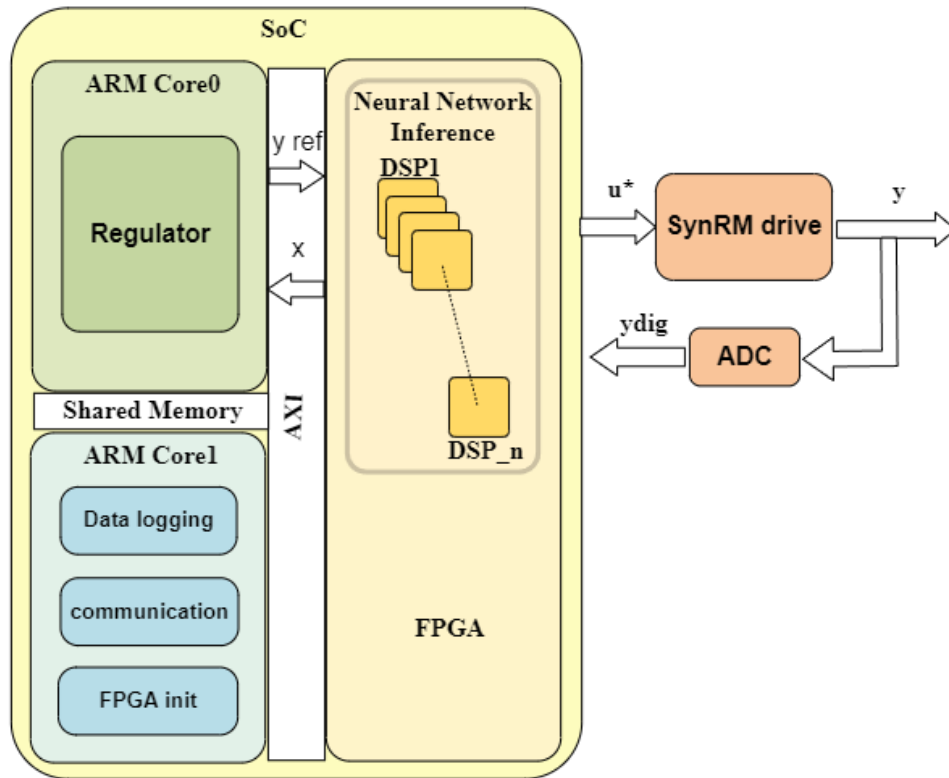 SoC
ARM Core0
Regulator
Shared Memory
ARM Core1
Data logging
communication
FPGA init
y ref
x
AXI
Neural Network
Inference
DSP1
DSP_n
FPGA
u*
SynRM drive
y
ydig
ADC